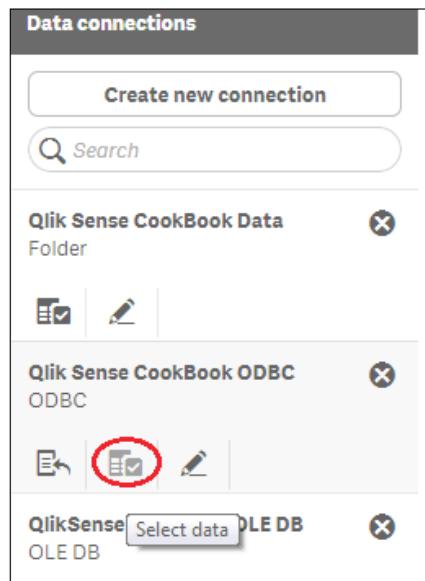 Data connections
Create new connection
Search
Qlik Sense CookBook Data
Folder
Qlik Sense CookBook ODBC
ODBC
QlikSense OLE DB
Select data
OLE DB